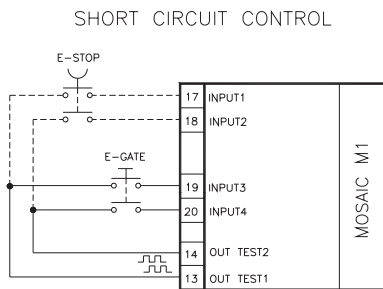 SHORT CIRCUIT CONTROL
E-STOP
17 INPUT1
18 INPUT2
E-GATE
19 INPUT3
20 INPUT4
14 OUT TEST2
13 OUT TEST1
MOSAIC M1